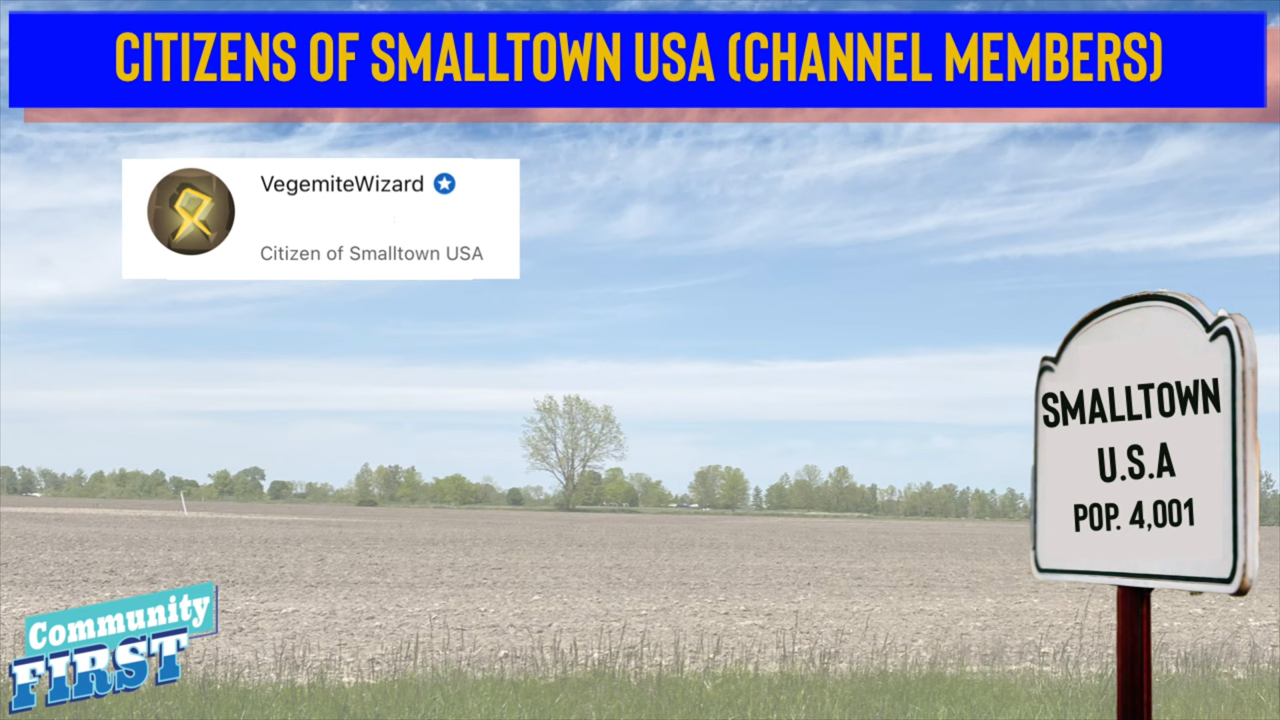 CITIZENS OF SMALLTOWN USA (CHANNEL MEMBERS)
VegemiteWizard
Citizen of Smalltown USA
SMALLTOWN
U.S.A
POP. 4,001
Community
FIRST